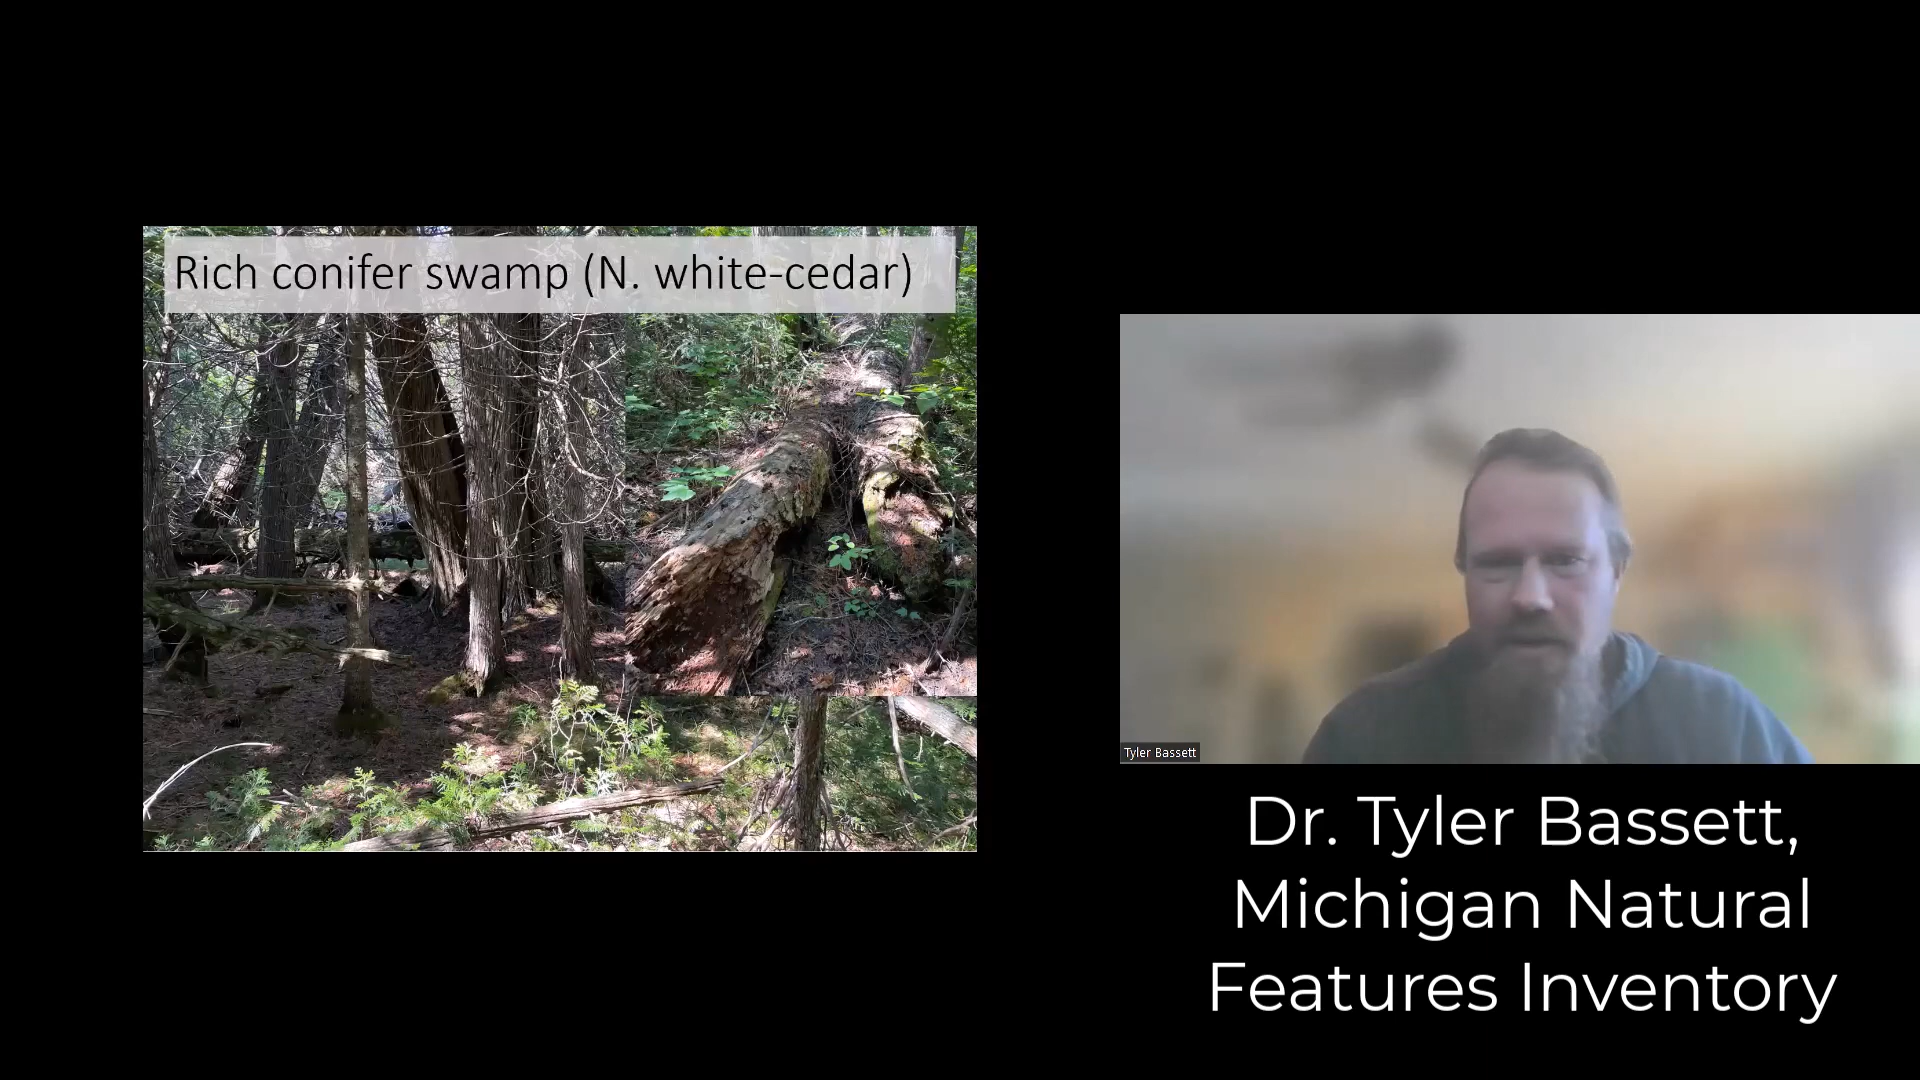 Rich conifer swamp (N. white-cedar)
Tyler Bassett
Dr. Tyler Bassett,
Michigan Natural
Features Inventory